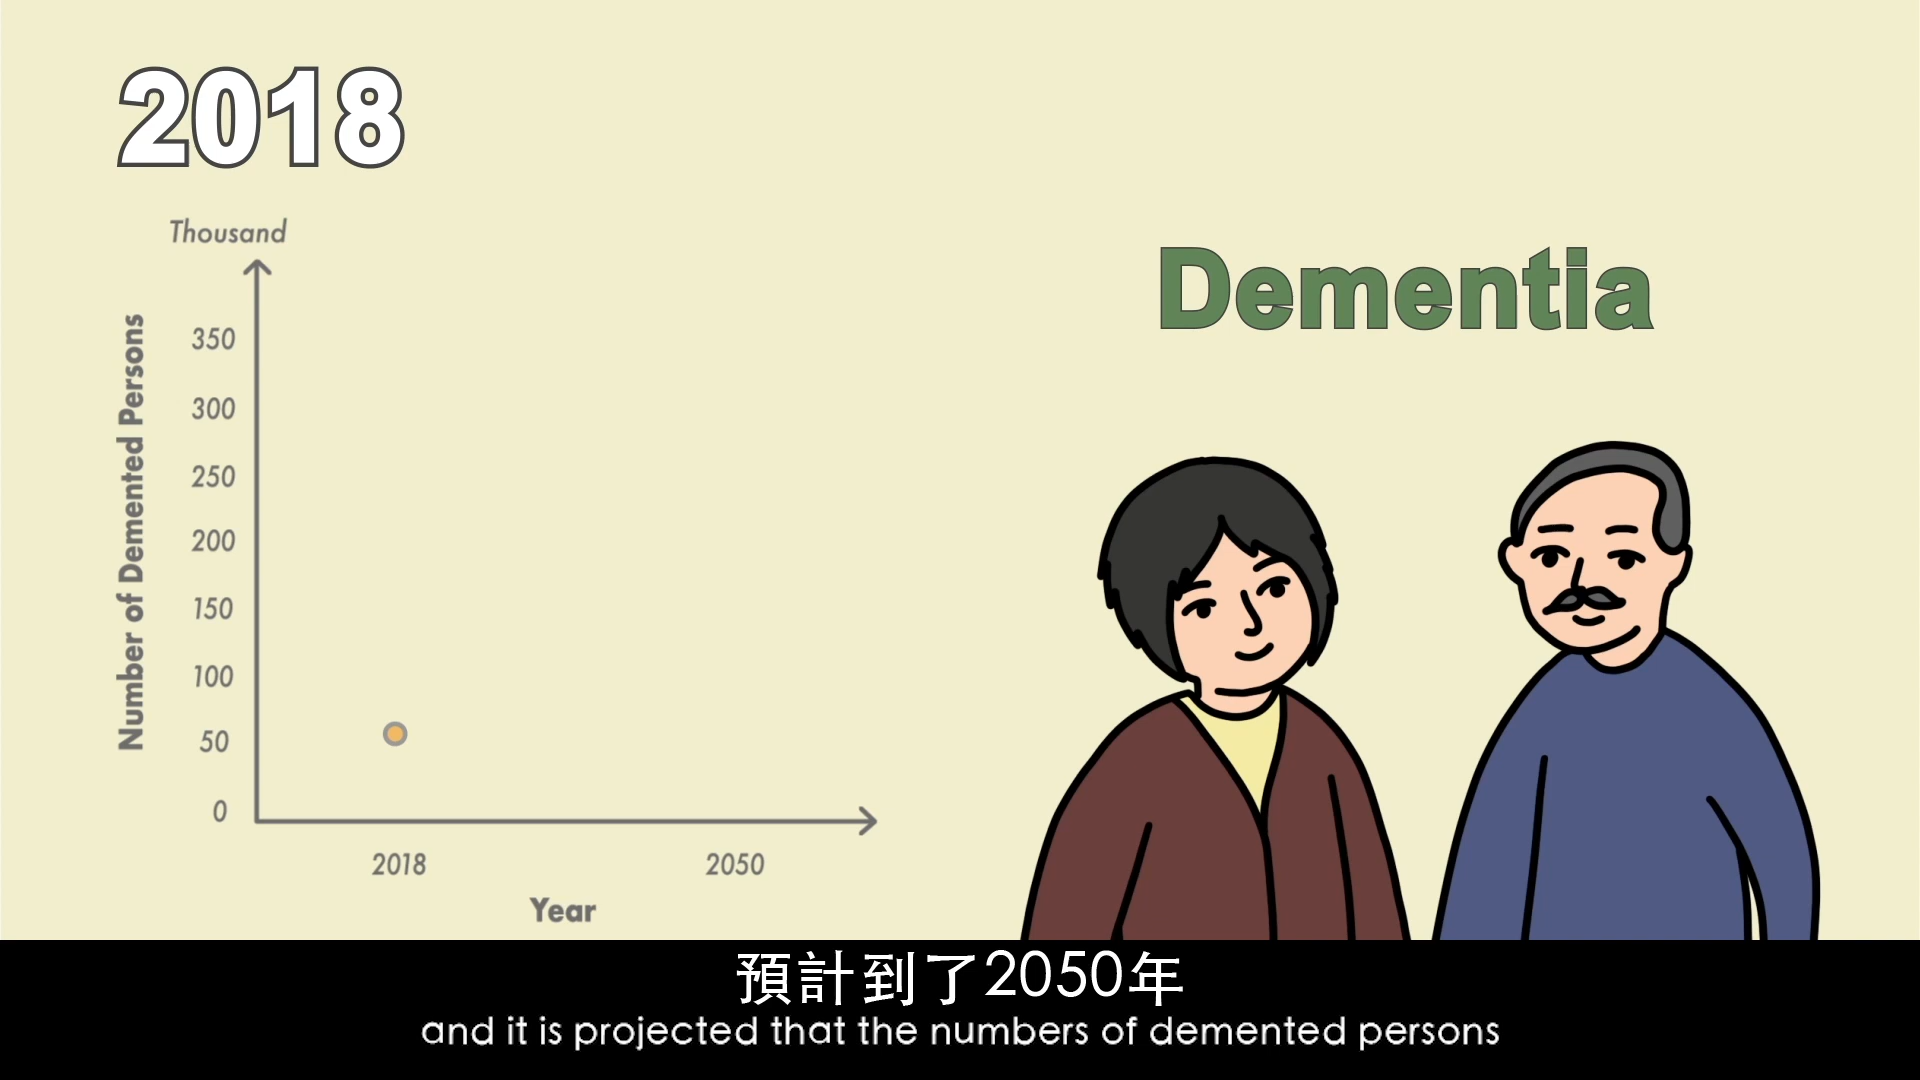 2018
Thousand
Dementia
Number of Demented Persons
350
300
250
200
150
100
50
0
2018
2050
Year
預計到了2050年
and it is projected that the numbers of demented persons